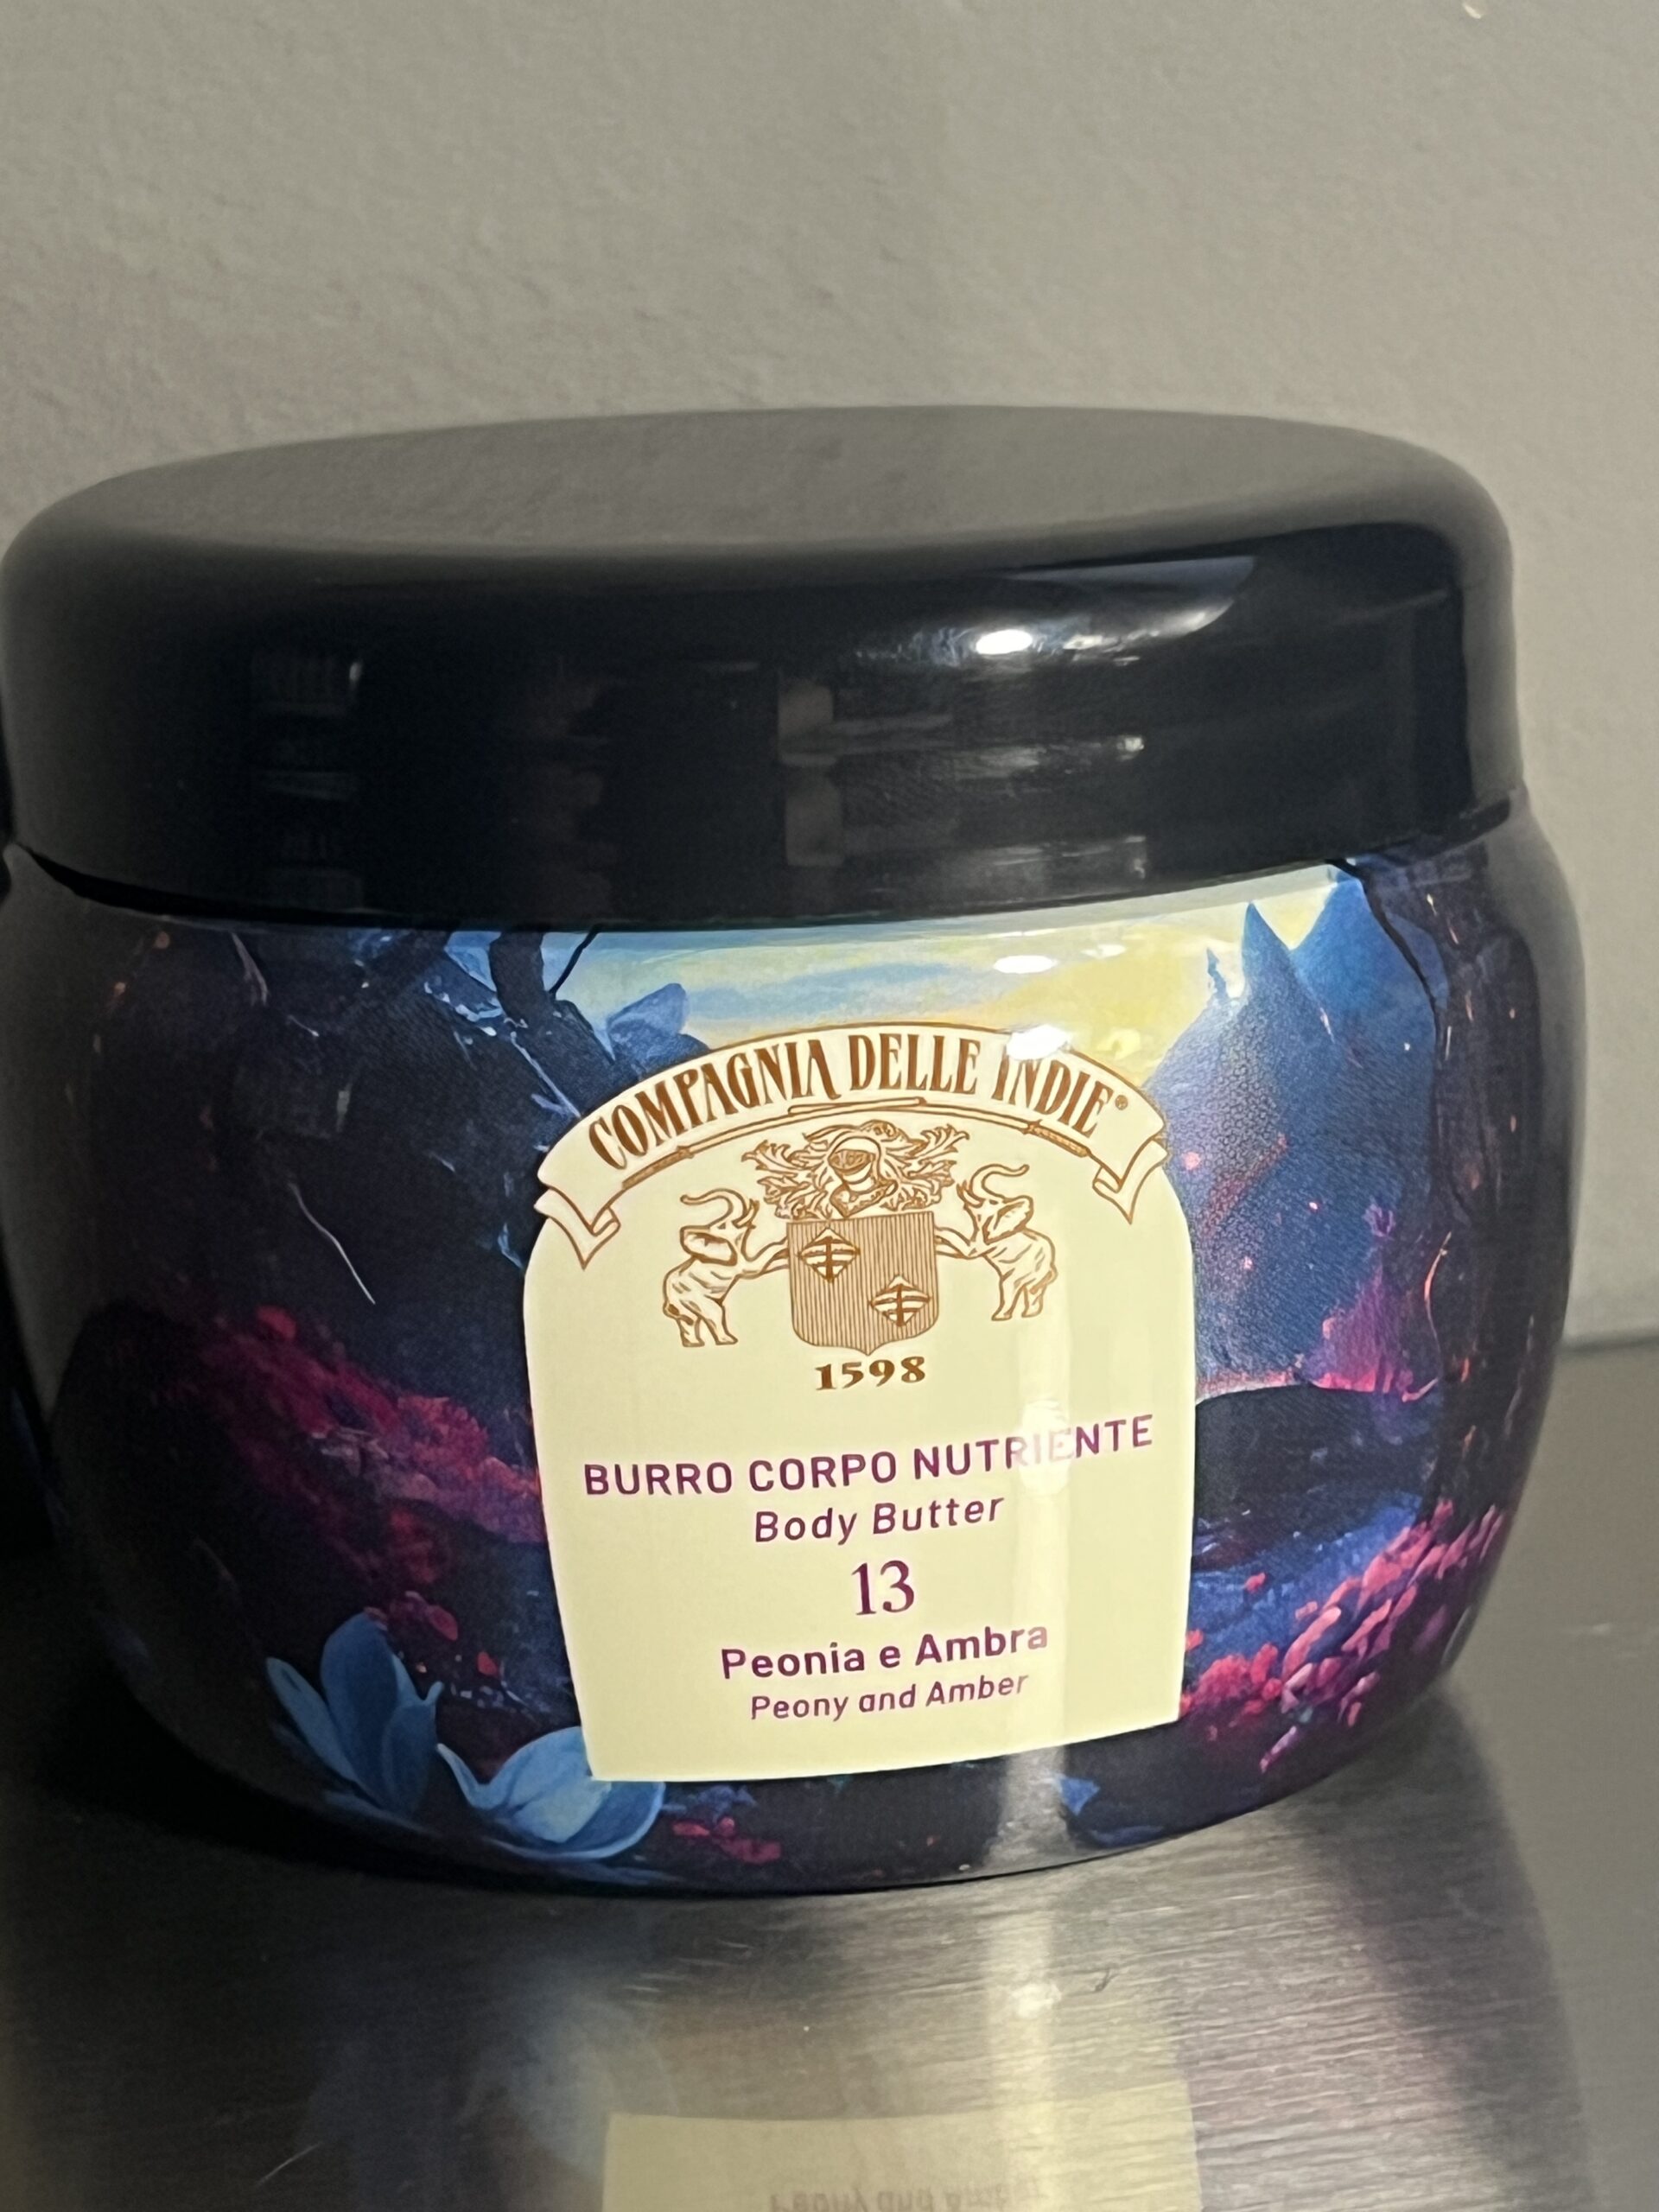 COMPAGNIA DELLE INDIE®
1598
BURRO CORPO NUTRIENTE
Body Butter
13
Peonia e Ambra
Peony and Amber